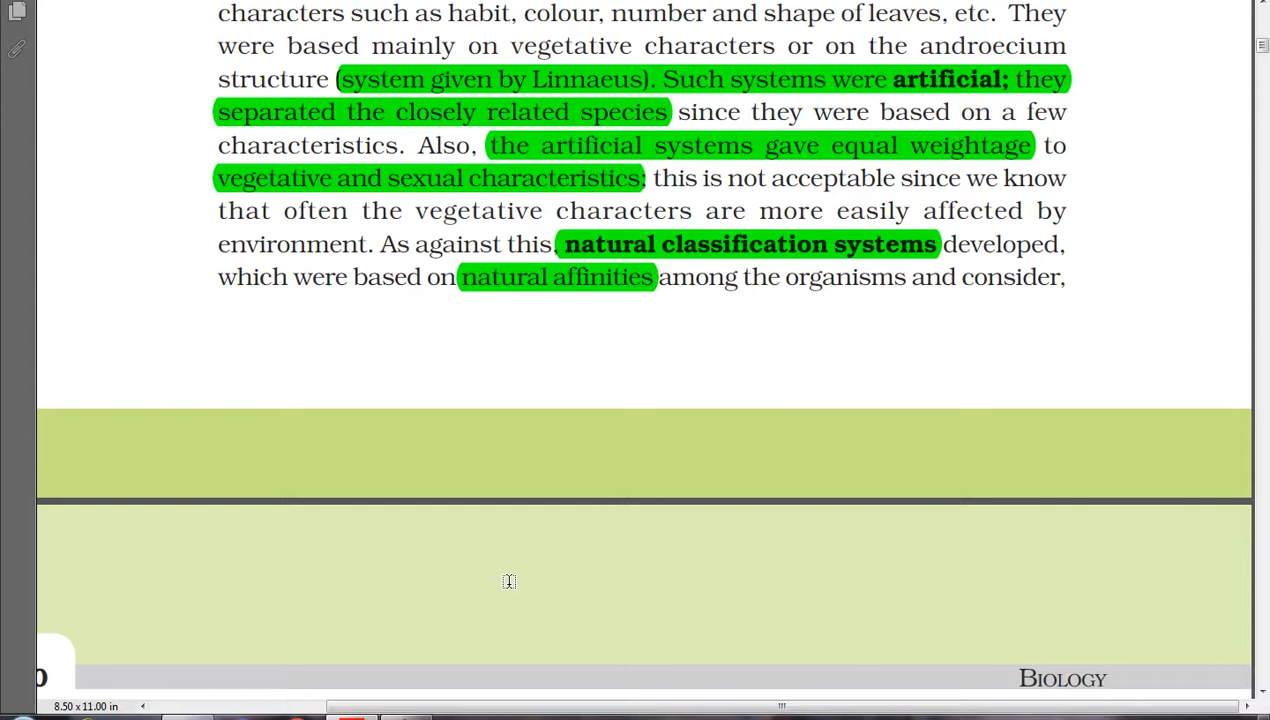 characters such as habit, colour, number and shape of leaves, etc. They
were based mainly on vegetative characters or on the androecium
structure (system given by Linnaeus). Such systems were artificial; they
separated the closely related species since they were based on a few
characteristics. Also, the artificial systems gave equal weightage to
vegetative and sexual characteristics; this is not acceptable since we know
that often the vegetative characters are more easily affected by
environment. As against this, natural classification systems developed,
which were based on natural affinities among the organisms and consider,
0
BIOLOGY
8.50 x 11.00 in